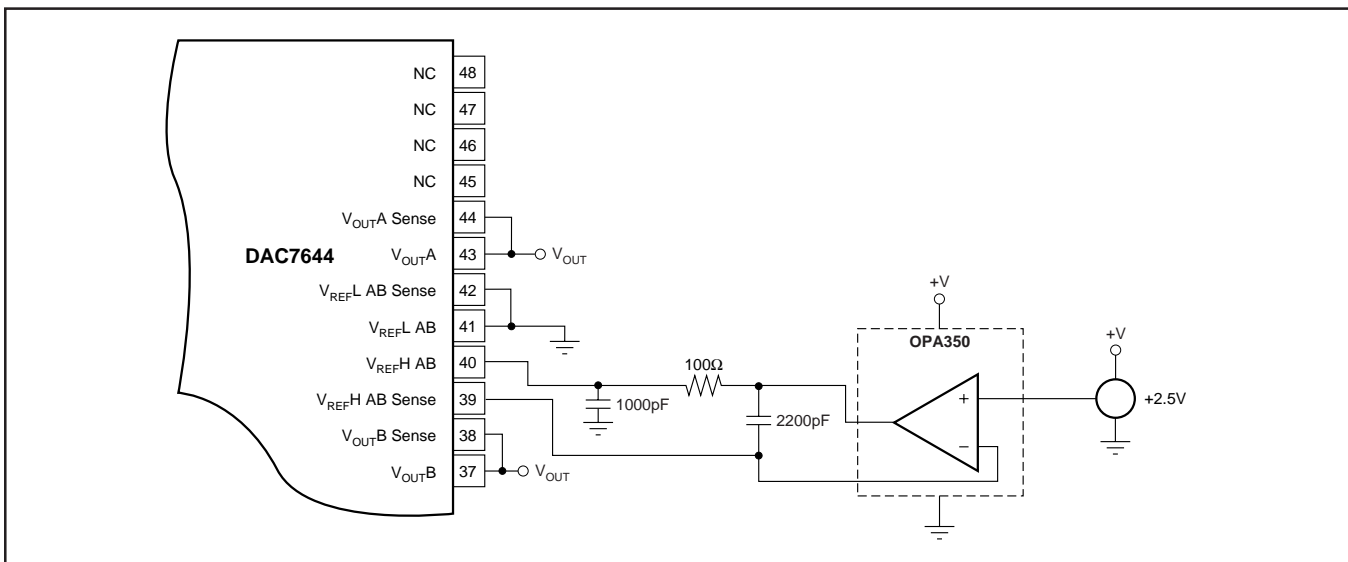 NC 48
NC 47
NC 46
NC 45
VOUTA Sense 44
DAC7644
VOUTA 43
VOUT
VREFL AB Sense 42
VREFL AB 41
VREFH AB 40
VREFH AB Sense 39
VOUTB Sense 38
VOUTB 37
VOUT
1000pF
100Ω
2200pF
+V
OPA350
+
−
+V
+2.5V